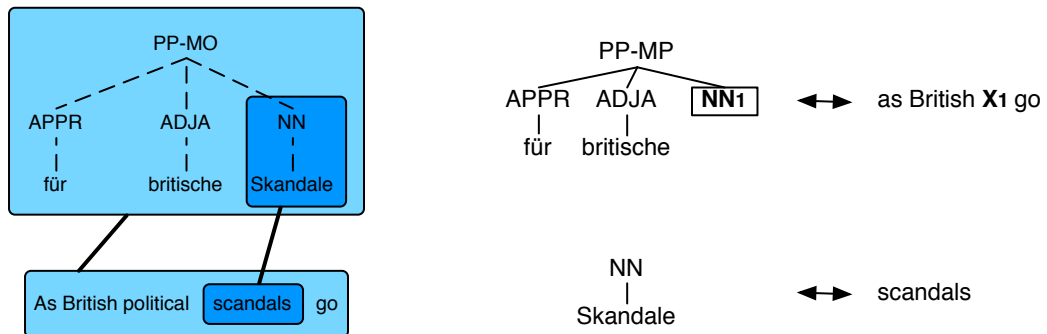 PP-MO
APPR ADJA NN
für britische Skandale
As British political scandals go
PP-MP
APPR ADJA NN1
für britische
as British X1 go
NN
Skandale
scandals